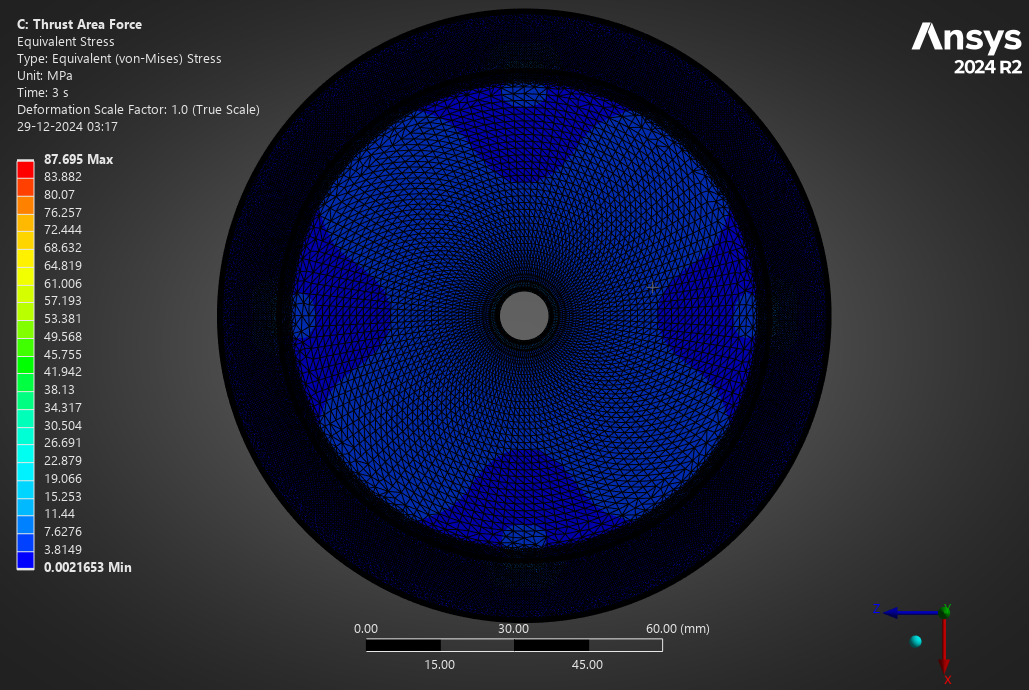 C: Thrust Area Force
Equivalent Stress
Type: Equivalent (von-Mises) Stress
Unit: MPa
Time: 3 s
Deformation Scale Factor: 1.0 (True Scale)
29-12-2024 03:17
Ansys
2024 R2
87.695 Max
83.882
80.07
76.257
72.444
68.632
64.819
61.006
57.193
53.381
49.568
45.755
41.942
38.13
34.317
30.504
26.691
22.879
19.066
15.253
11.44
7.6276
3.8149
0.0021653 Min
0.00 30.00 60.00 (mm)
15.00 45.00
Z Y
X